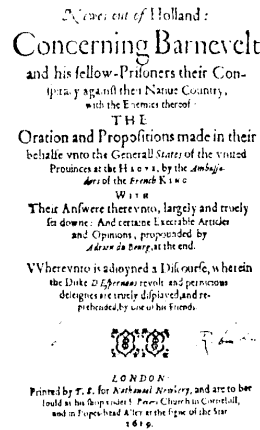 Newes out of Holland:
Concerning Barnevelt
and his fellow-Prisoners their Con-
spiracy against their Natiue Country,
with the Enemies thereof:
THE
Oration and Propositions made in their
behalfe vnto the Generall States of the vnited
Prouinces at the HAGVE, by the Ambassa-
dors of the French KING
WITH
Their Answere therevnto, largely and truely
set downe: And certaine Execrable Articles
and Opinions, propounded by
Adrian du Bourg, at the end.
VVherevnto is adioyned a Discourse, wherein
the Duke D'Espernons reuolt and pernicious
deseignes are truely displayed, and re-
prehended, by one of his Friends.
LONDON:
Printed by T. S. for Nathanael Newbery, and are to bee
sould at his shop vnder S. Peters Church in Cornehill,
and in Popes-head Alley at the signe of the Star
1619.